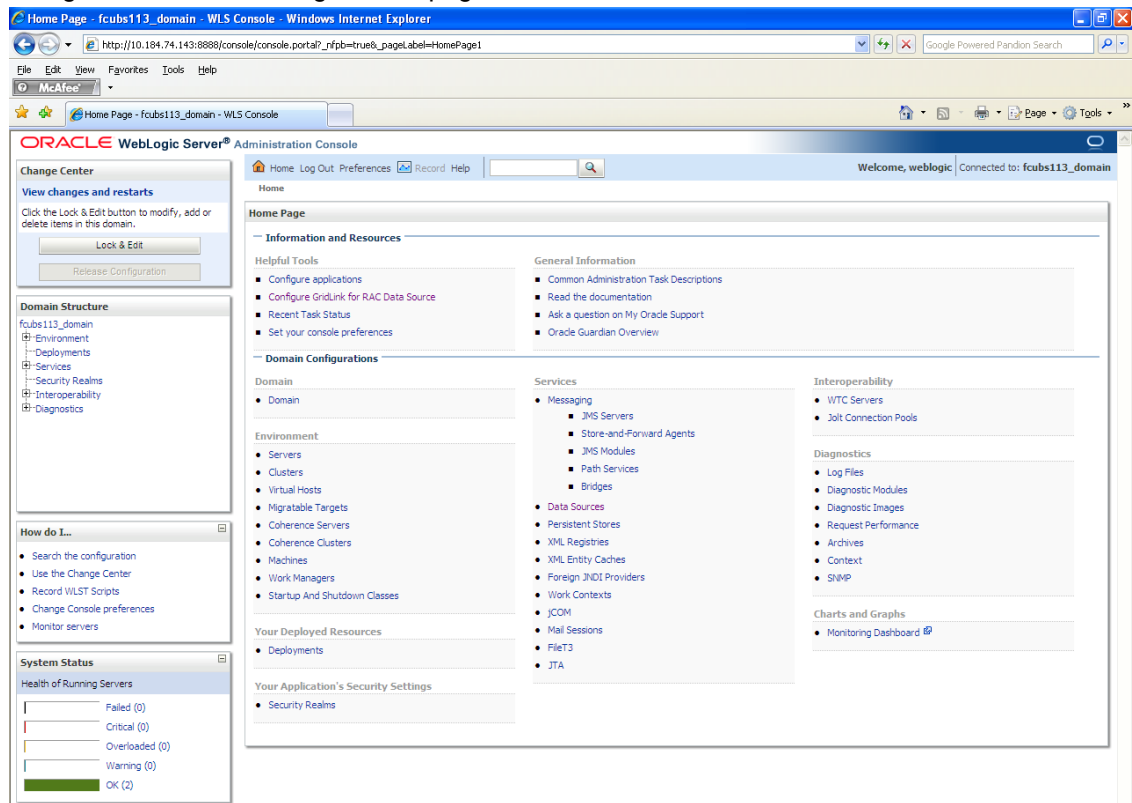 Home Page - fcubs113_domain - WLS Console - Windows Internet Explorer
http://10.184.74.143:8888/console/console.portal?_nfpb=true&_pageLabel=HomePage1
Google Powered Pandion Search
File Edit View Favorites Tools Help
McAfee
Home Page - fcubs113_domain - WLS Console
Page Tools
ORACLE WebLogic Server® Administration Console
Change Center
View changes and restarts
Click the Lock & Edit button to modify, add or
delete items in this domain.
Lock & Edit
Release Configuration
Domain Structure
fcubs113_domain
Environment
Deployments
Services
Security Realms
Interoperability
Diagnostics
How do I...
Search the configuration
Use the Change Center
Record WLST Scripts
Change Console preferences
Monitor servers
System Status
Health of Running Servers
Failed (0)
Critical (0)
Overloaded (0)
Warning (0)
OK (2)
Home Log Out Preferences Record Help
Welcome, weblogic Connected to: fcubs113_domain
Home
Home Page
Information and Resources
Helpful Tools
Configure applications
Configure GridLink for RAC Data Source
Recent Task Status
Set your console preferences
General Information
Common Administration Task Descriptions
Read the documentation
Ask a question on My Oracle Support
Oracle Guardian Overview
Domain Configurations
Domain
Domain
Environment
Servers
Clusters
Virtual Hosts
Migratable Targets
Coherence Servers
Coherence Clusters
Machines
Work Managers
Startup And Shutdown Classes
Your Deployed Resources
Deployments
Your Application's Security Settings
Security Realms
Services
Messaging
JMS Servers
Store-and-Forward Agents
JMS Modules
Path Services
Bridges
Data Sources
Persistent Stores
XML Registries
XML Entity Caches
Foreign JNDI Providers
Work Contexts
jCOM
Mail Sessions
FileT3
JTA
Interoperability
WTC Servers
Jolt Connection Pools
Diagnostics
Log Files
Diagnostic Modules
Diagnostic Images
Request Performance
Archives
Context
SNMP
Charts and Graphs
Monitoring Dashboard